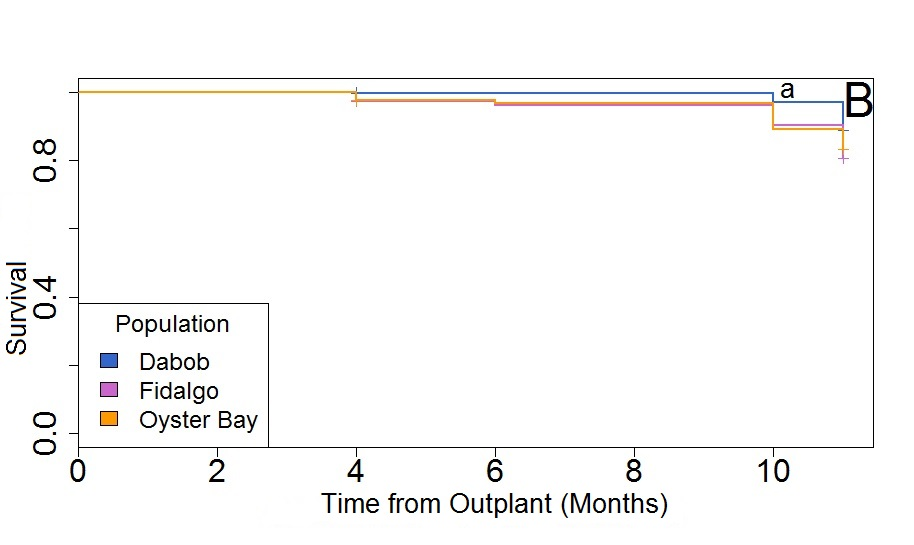 a
B
0.8
0.4
0.0
Survival
Population
Dabob
Fidalgo
Oyster Bay
0 2 4 6 8 10
Time from Outplant (Months)